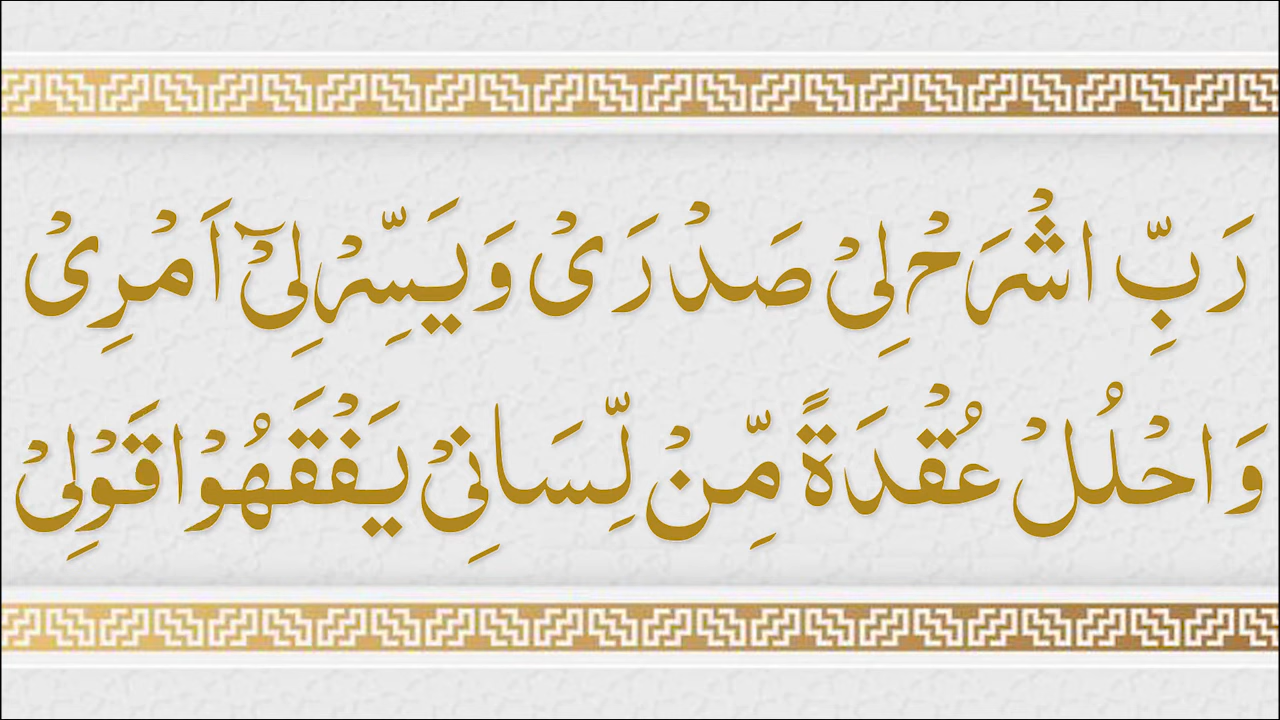 رَبِّ اشْرَحْ لِیْ صَدْرَیْ وَیَسِّرْ لِیْۤ اَمْرِیْ
وَاحْلُلْ عُقْدَةً مِّنْ لِّسَانِیْ یَفْقَهُوْا قَوْلِیْ